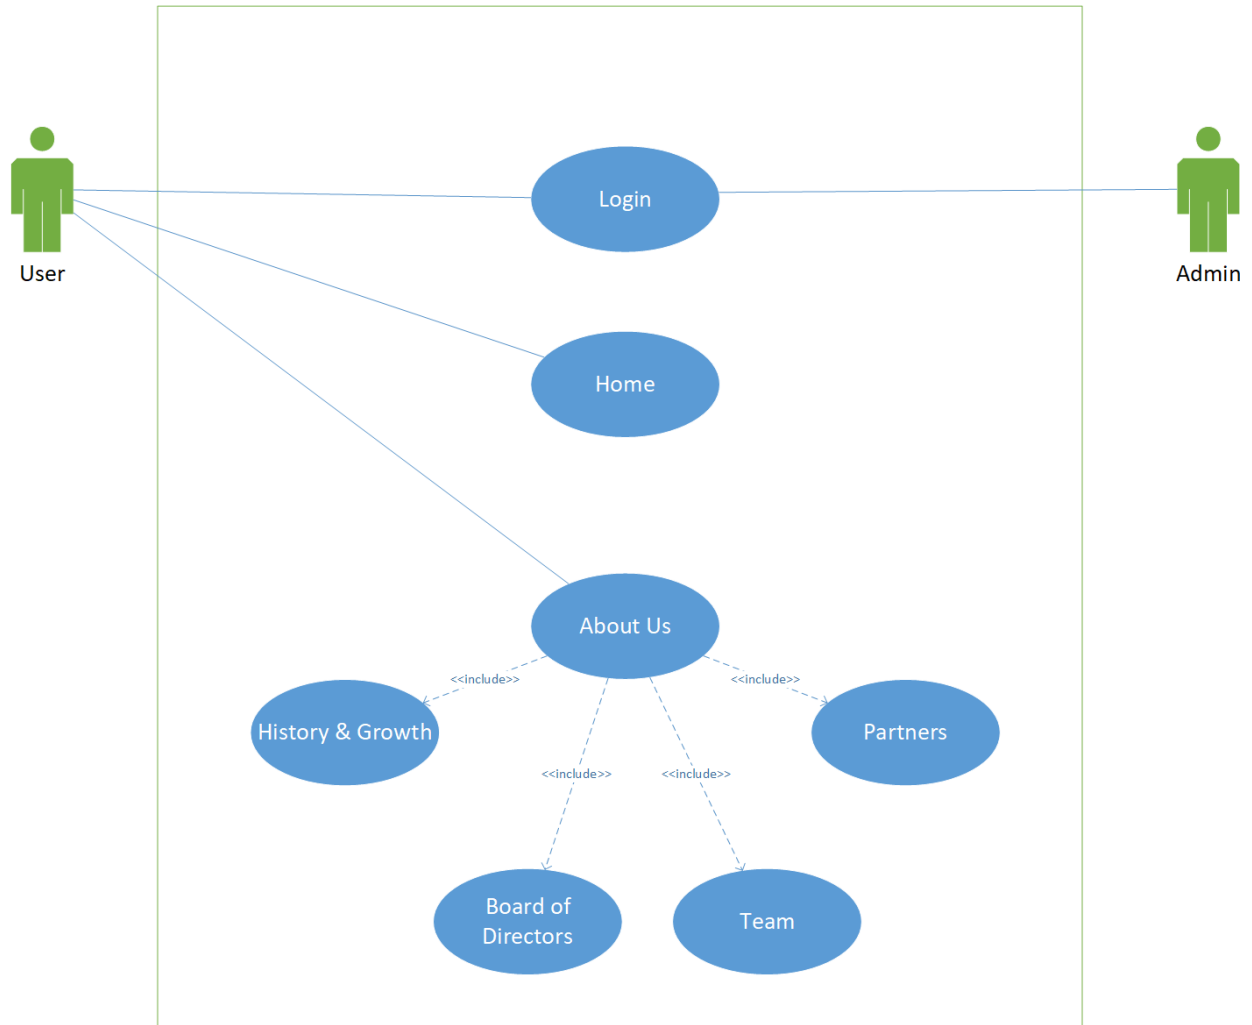 Login
User
Admin
Home
About Us
<<include>>
<<include>>
History & Growth
Partners
<<include>>
<<include>>
Board of
Directors
Team